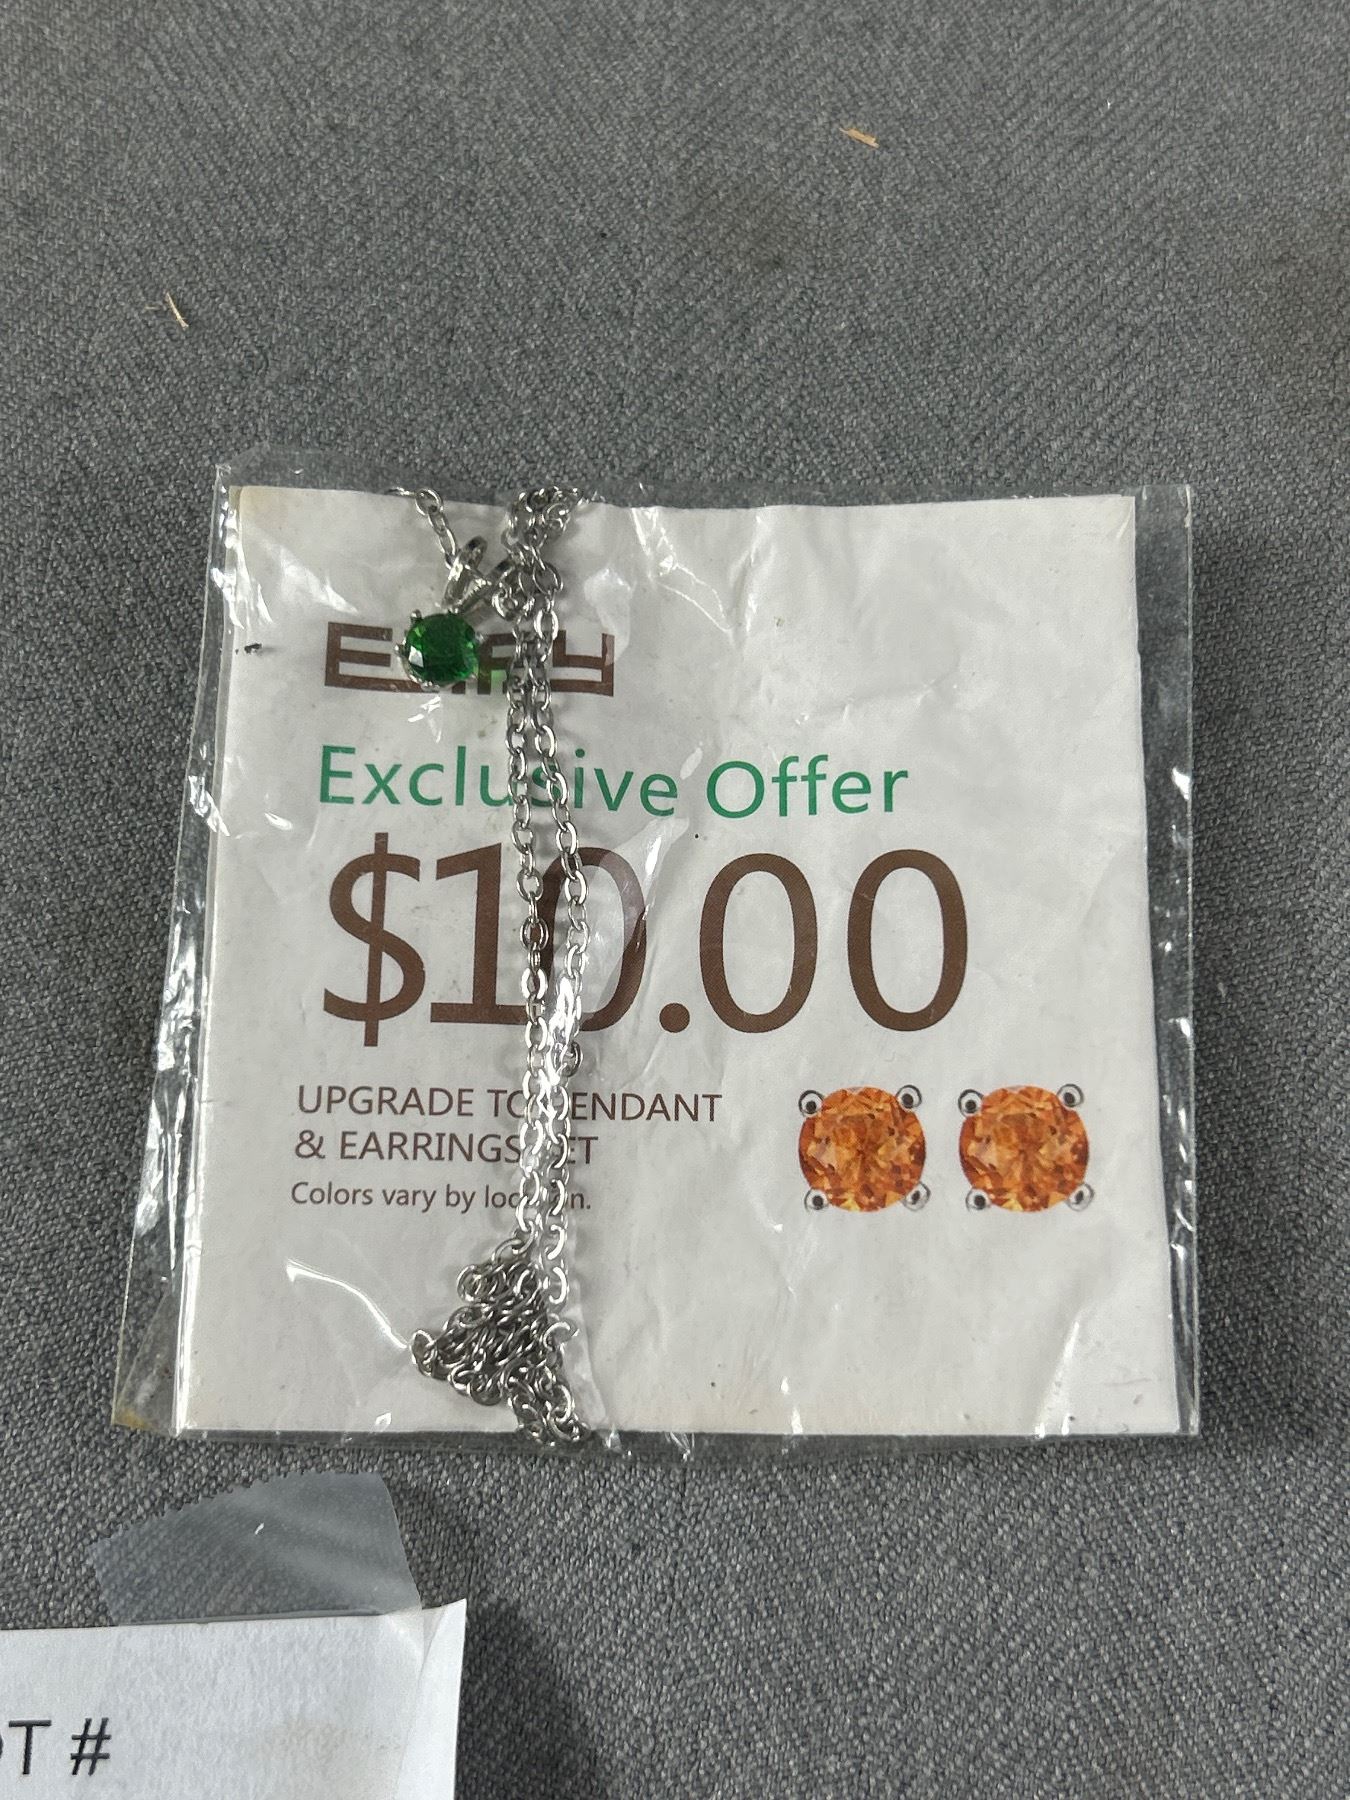 Exclusive Offer
$10.00
UPGRADE TO PENDANT
& EARRINGS SET
Colors vary by location.
#